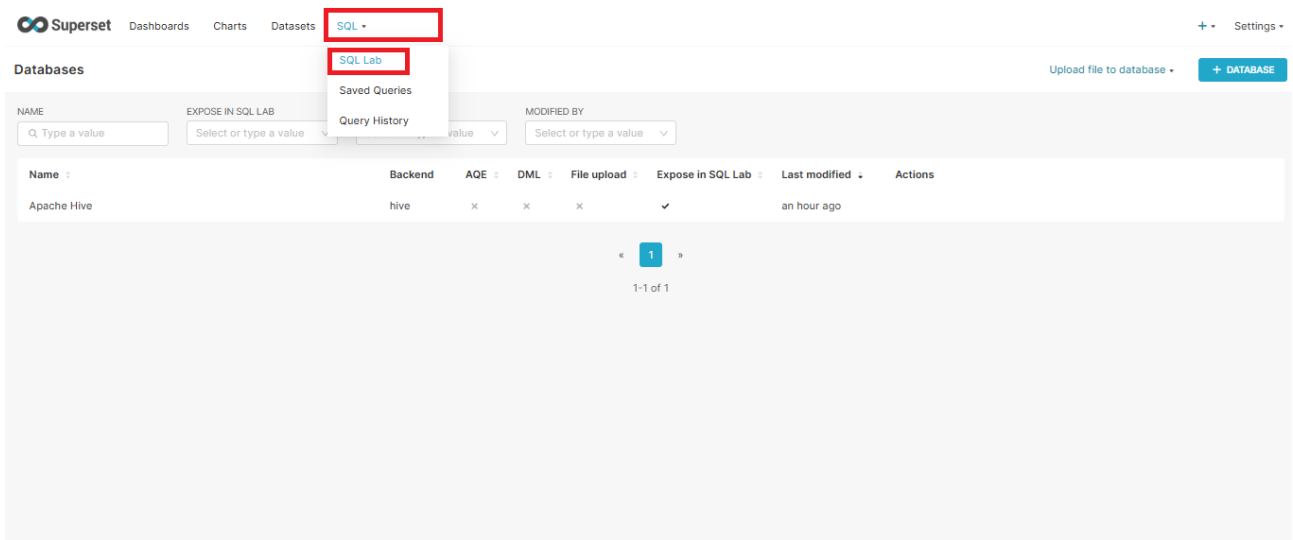 Superset Dashboards Charts Datasets SQL + Settings
SQL Lab
Databases Upload file to database + DATABASE
Saved Queries
NAME EXPOSE IN SQL LAB MODIFIED BY
Query History
Type a value Select or type a value value Select or type a value
Name Backend AQE DML File upload Expose in SQL Lab Last modified Actions
Apache Hive hive an hour ago
« 1 »
1-1 of 1